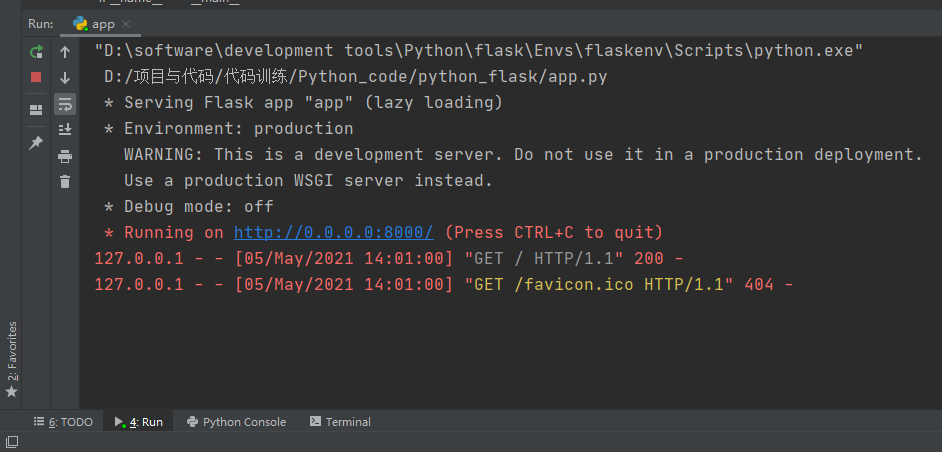 Run:
app
"D:\software\development tools\Python\flask\Envs\flaskenv\Scripts\python.exe"
D:/项目与代码/代码训练/Python_code/python_flask/app.py
* Serving Flask app "app" (lazy loading)
* Environment: production
WARNING: This is a development server. Do not use it in a production deployment.
Use a production WSGI server instead.
* Debug mode: off
* Running on http://0.0.0.0:8000/ (Press CTRL+C to quit)
127.0.0.1 - - [05/May/2021 14:01:00] "GET / HTTP/1.1" 200 -
127.0.0.1 - - [05/May/2021 14:01:00] "GET /favicon.ico HTTP/1.1" 404 -
2: Favorites
6: TODO
4: Run
Python Console
Terminal